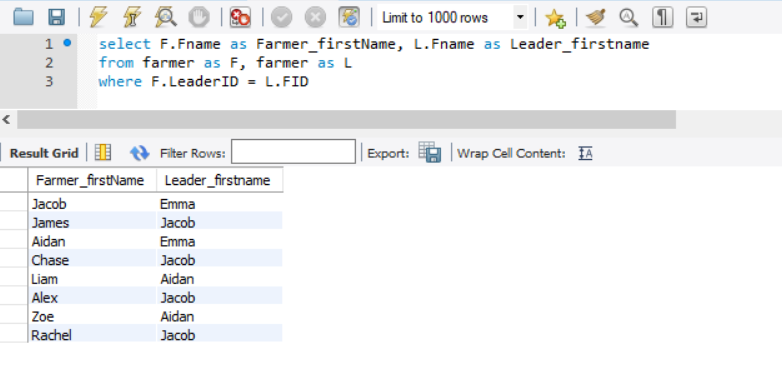 Limit to 1000 rows
1 select F.Fname as Farmer_firstName, L.Fname as Leader_firstname
2 from farmer as F, farmer as L
3 where F.LeaderID = L.FID
Result Grid Filter Rows: Export: Wrap Cell Content: IA
Farmer_firstName Leader_firstname
Jacob Emma
James Jacob
Aidan Emma
Chase Jacob
Liam Aidan
Alex Jacob
Zoe Aidan
Rachel Jacob